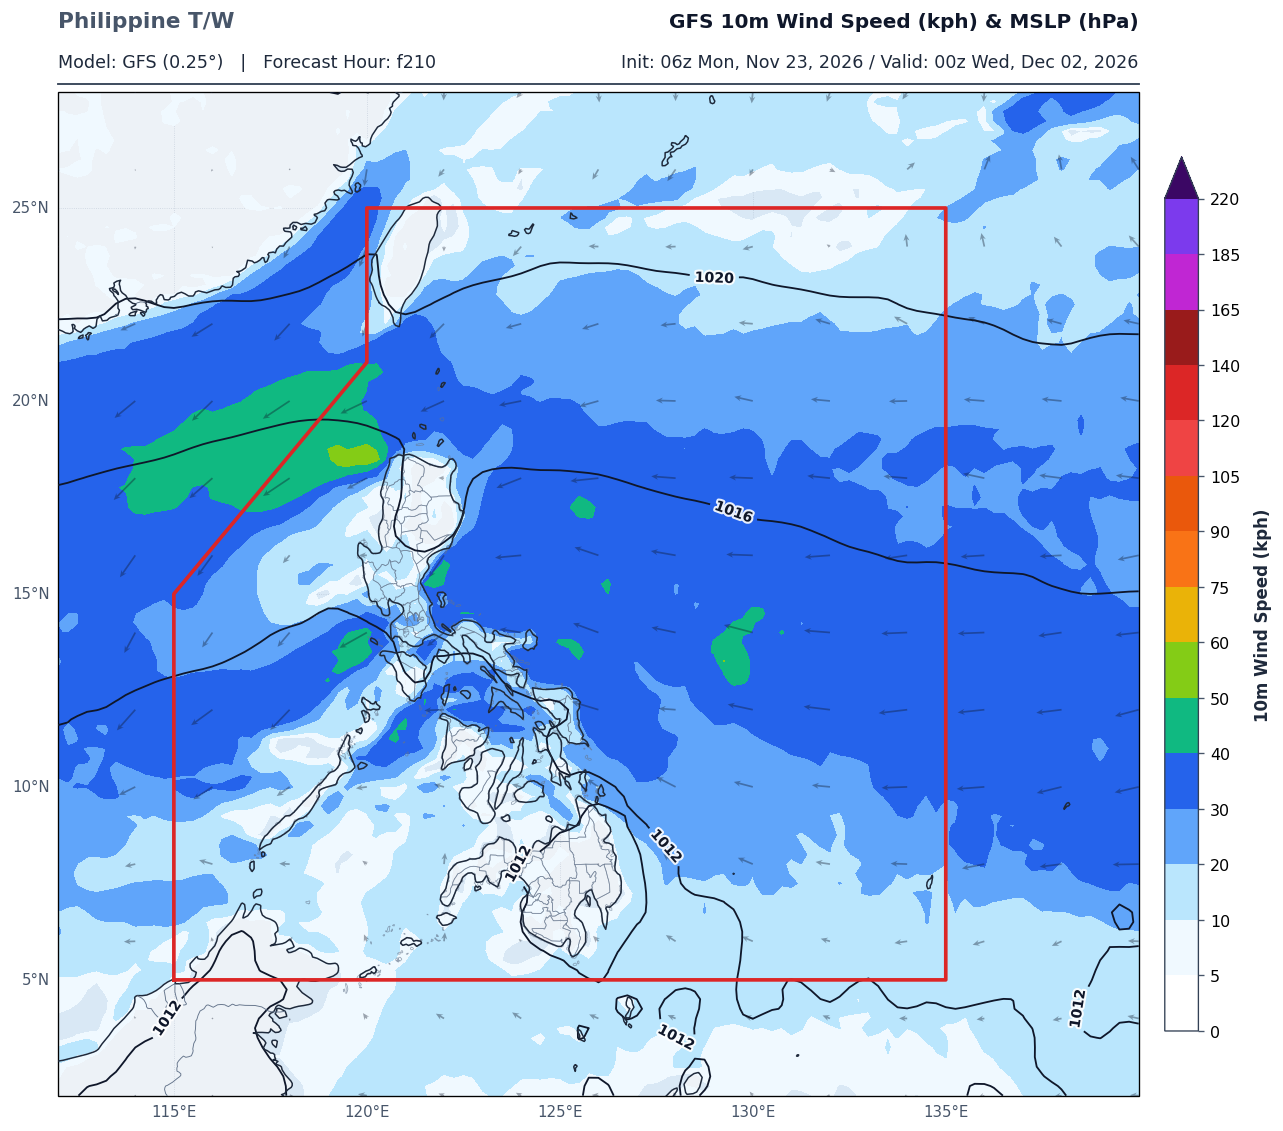 Philippine T/W
GFS 10m Wind Speed (kph) & MSLP (hPa)
Model: GFS (0.25°) | Forecast Hour: f210
Init: 06z Mon, Nov 23, 2026 / Valid: 00z Wed, Dec 02, 2026
25°N
20°N
15°N
10°N
5°N
115°E
120°E
125°E
130°E
135°E
1020
1016
1012
1012
1012
1012
1012
220
185
165
140
120
105
90
75
60
50
40
30
20
10
5
0
10m Wind Speed (kph)